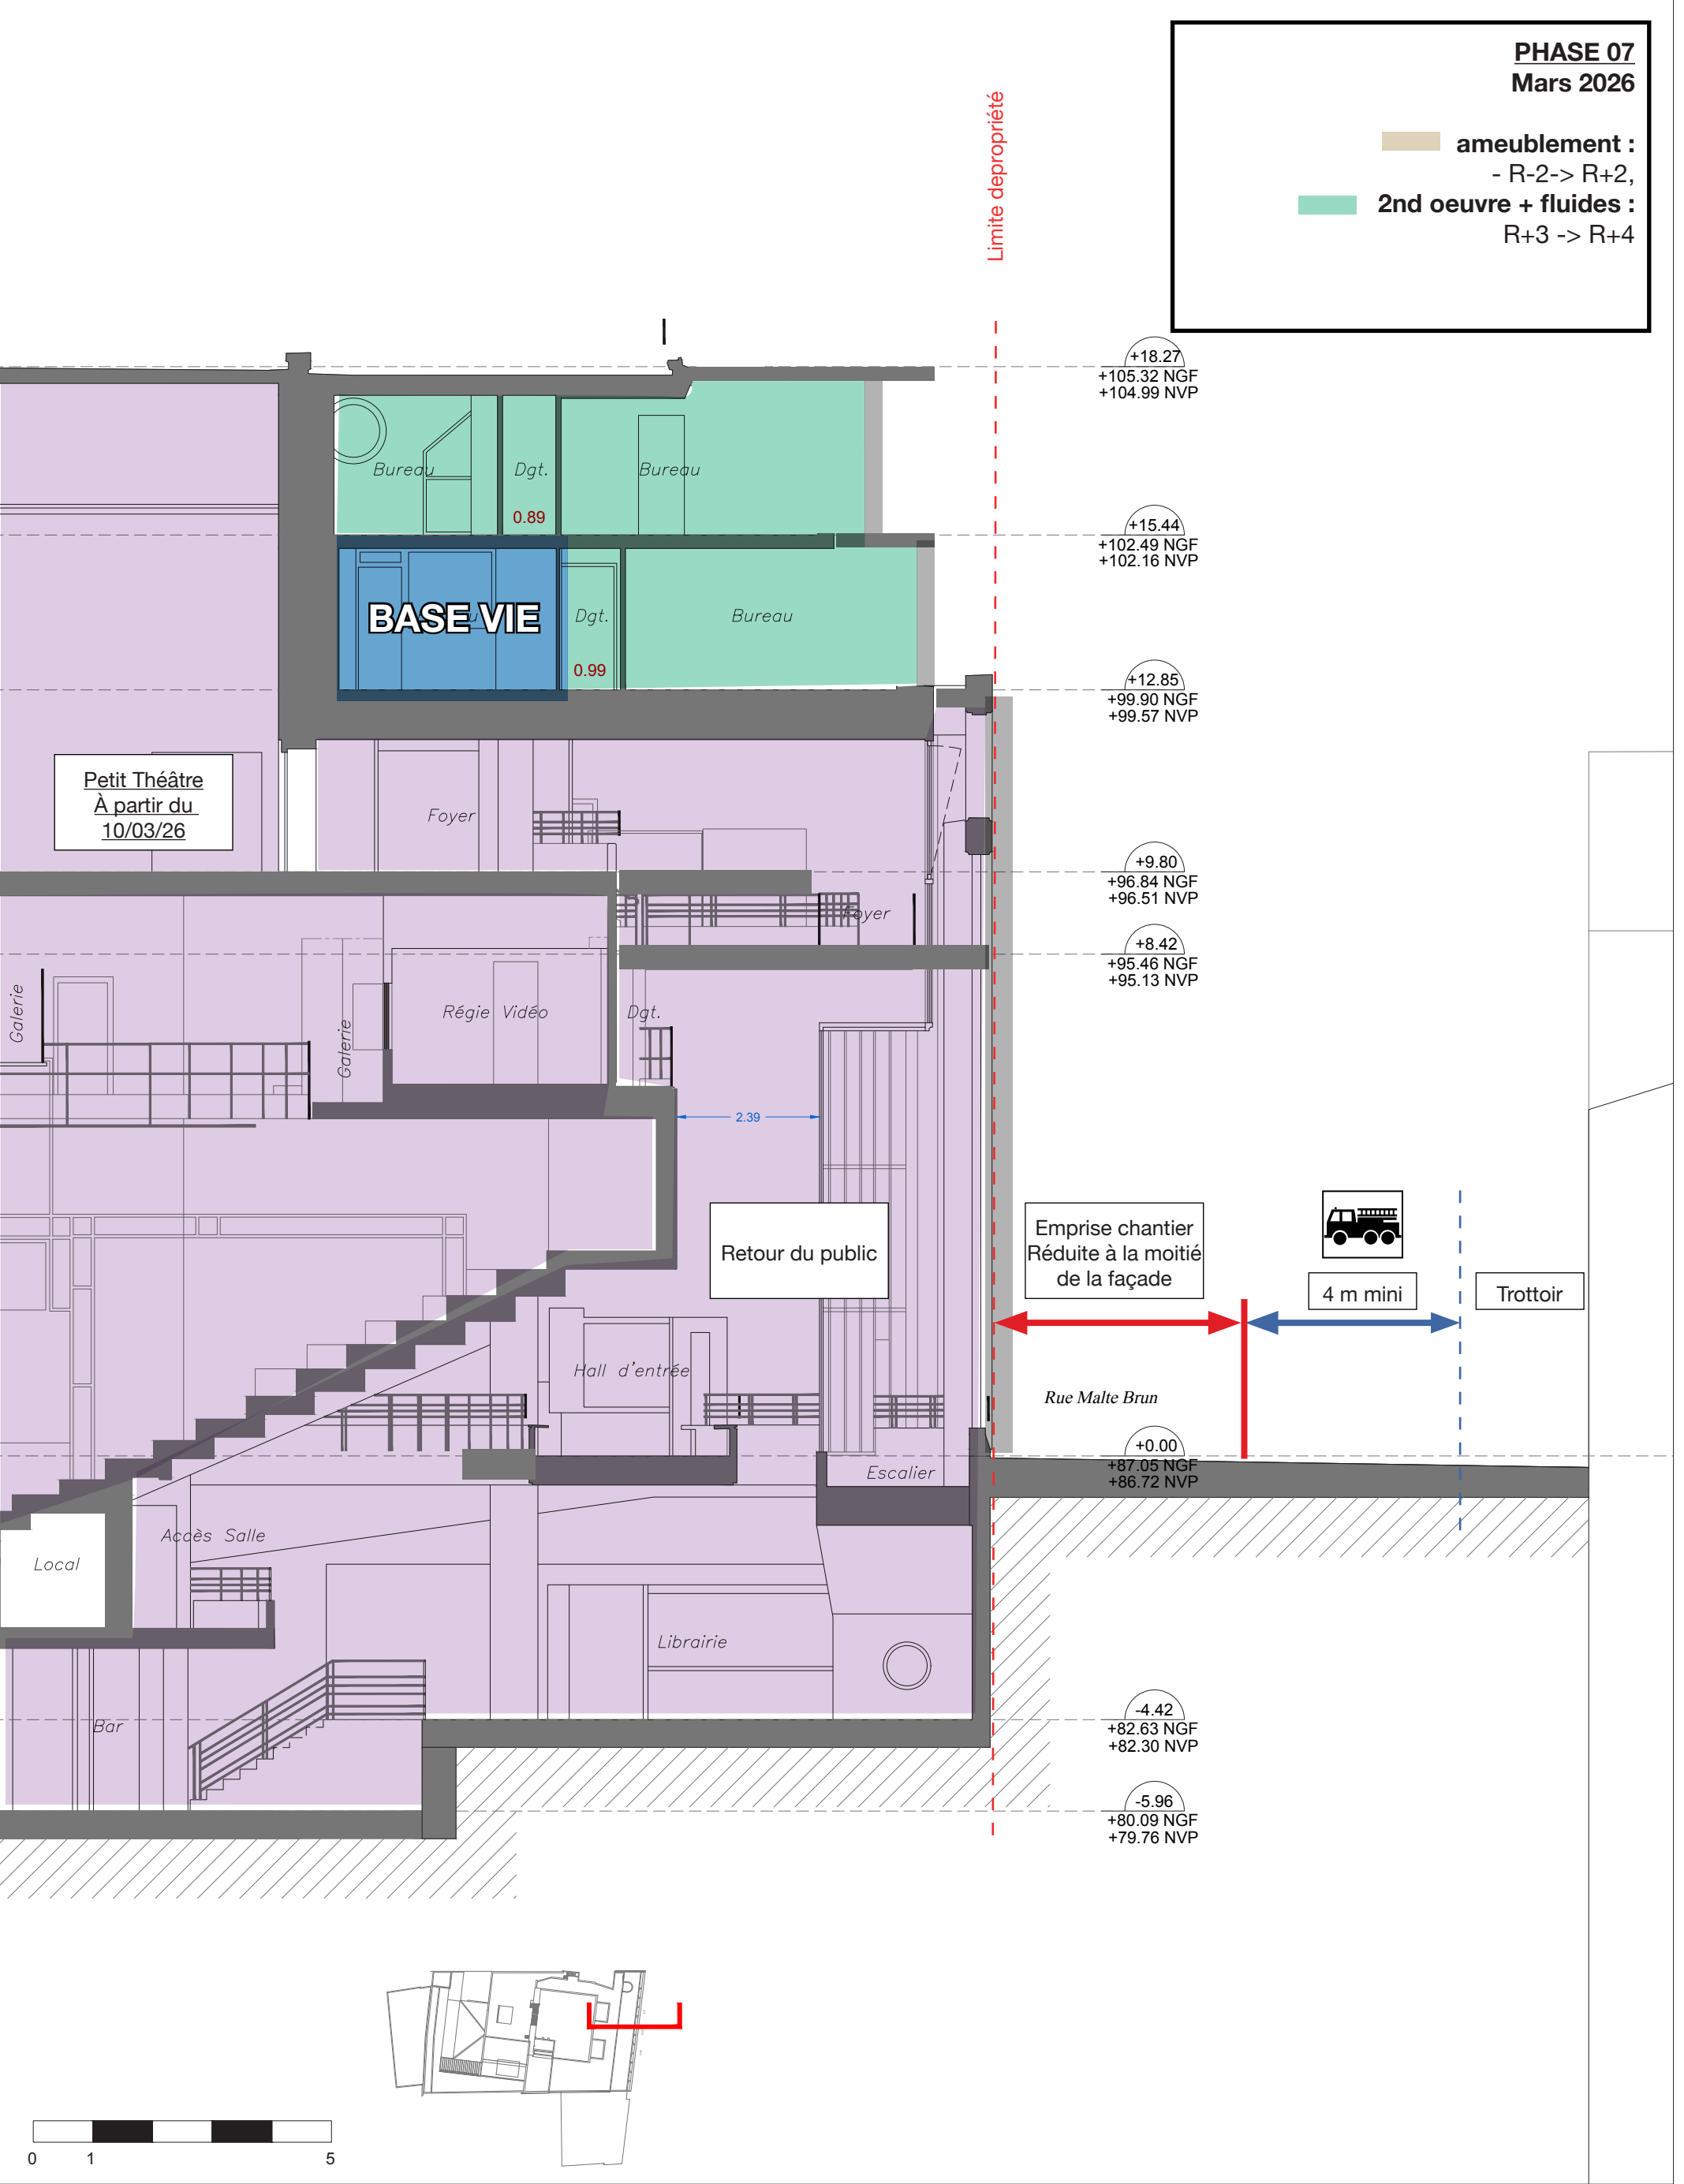 PHASE 07
Mars 2026
ameublement :
- R-2-> R+2,
2nd oeuvre + fluides :
R+3 -> R+4
Limite depropriété
+18.27
+105.32 NGF
+104.99 NVP
Bureau
Dgt.
Bureau
0.89
+15.44
+102.49 NGF
+102.16 NVP
BASE VIE
Dgt.
Bureau
0.99
+12.85
+99.90 NGF
+99.57 NVP
Petit Théâtre
À partir du
10/03/26
Foyer
+9.80
+96.84 NGF
+96.51 NVP
Foyer
+8.42
+95.46 NGF
+95.13 NVP
Galerie
Galerie
Régie Vidéo
Dgt.
2.39
Retour du public
Emprise chantier
Réduite à la moitié
de la façade
4 m mini
Trottoir
Hall d'entrée
Rue Malte Brun
+0.00
+87.05 NGF
+86.72 NVP
Escalier
Accès Salle
Local
Librairie
Bar
-4.42
+82.63 NGF
+82.30 NVP
-5.96
+80.09 NGF
+79.76 NVP
0 1 5